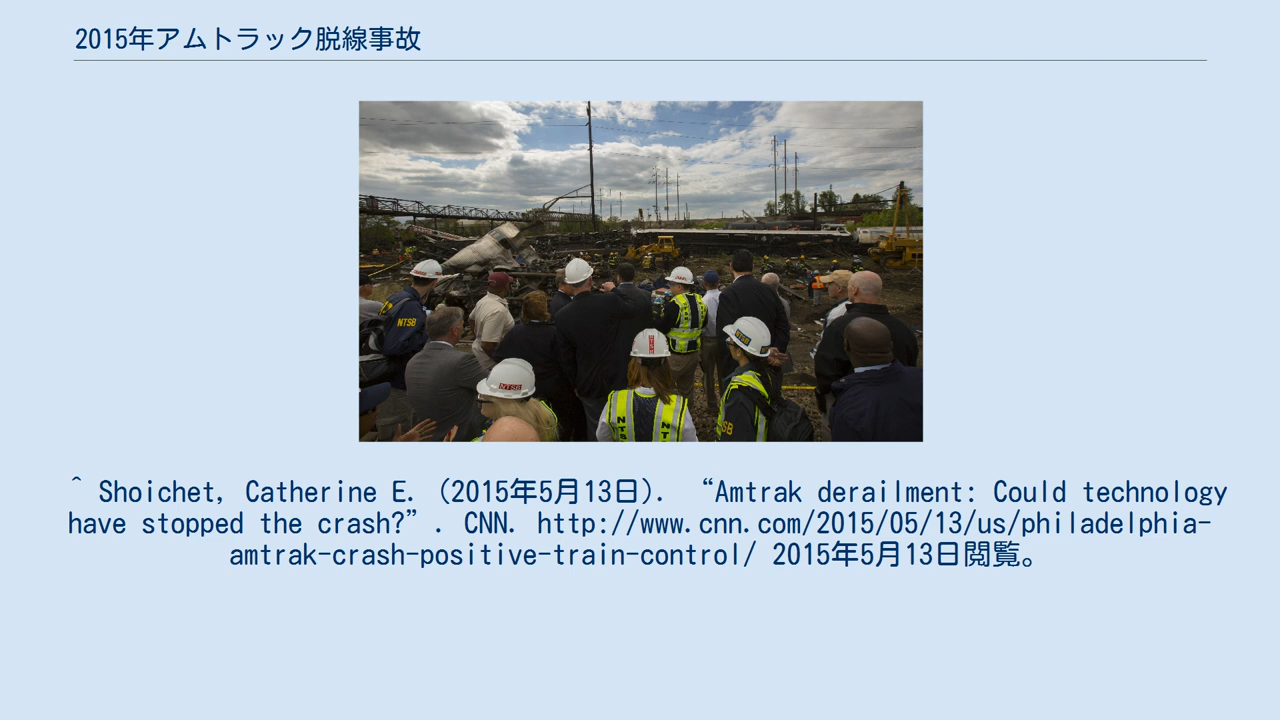 2015年アムトラック脱線事故
NTSB
NTSB
^ Shoichet, Catherine E. (2015年5月13日). “Amtrak derailment: Could technology
have stopped the crash?”. CNN. http://www.cnn.com/2015/05/13/us/philadelphia-
amtrak-crash-positive-train-control/ 2015年5月13日閲覧。